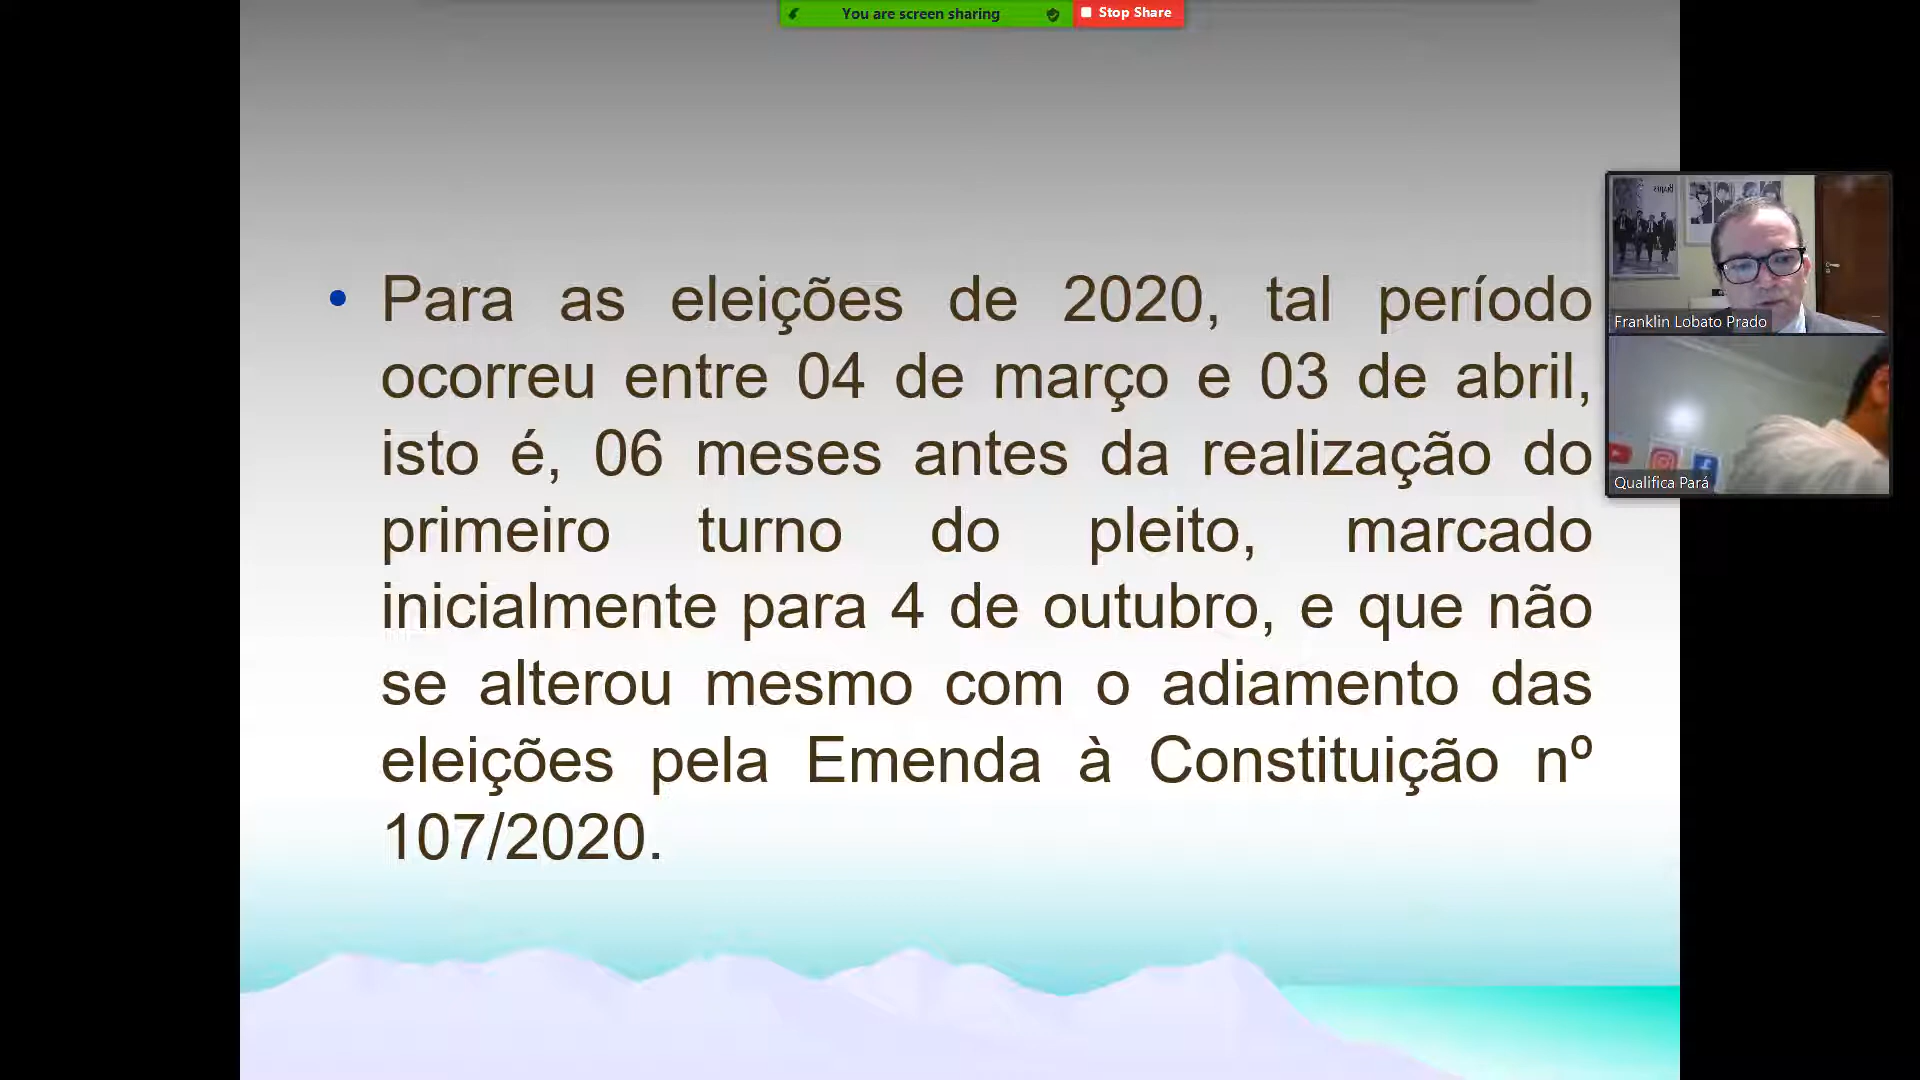 You are screen sharing
Stop Share
• Para as eleições de 2020, tal período
ocorreu entre 04 de março e 03 de abril,
isto é, 06 meses antes da realização do
primeiro turno do pleito, marcado
inicialmente para 4 de outubro, e que não
se alterou mesmo com o adiamento das
eleições pela Emenda à Constituição nº
107/2020.
Franklin Lobato Prado
Qualifica Pará